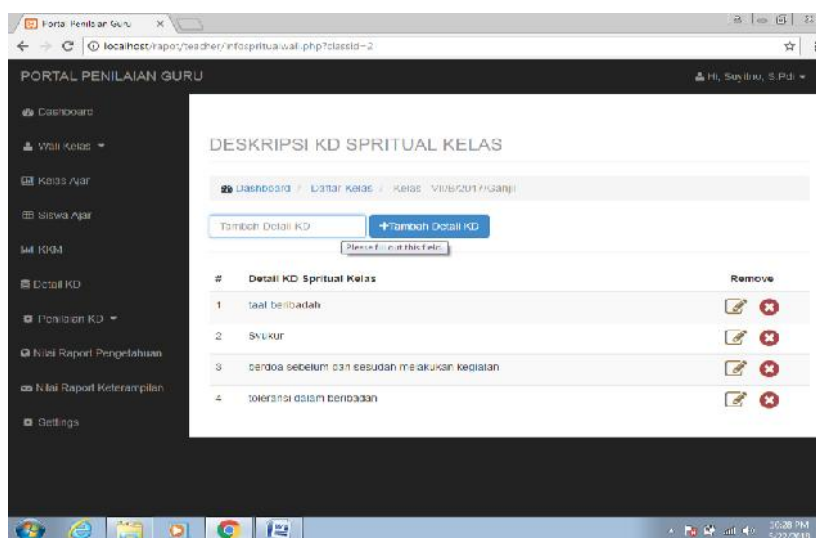 Portal Penilaian Guru
localhost/rapot/teacher/infospritualwali.php?classid=2
PORTAL PENILAIAN GURU
Hi, Suyitno, S.Pdi
Dashboard
Wali Kelas
Kelas Ajar
Siswa Ajar
KKM
Detail KD
Penilaian KD
Nilai Raport Pengetahuan
Nilai Raport Keterampilan
Settings
DESKRIPSI KD SPRITUAL KELAS
Dashboard / Daftar Kelas / Kelas
Tambah Detail KD
+Tambah Detail KD
Please fill out this field.
# Detail KD Spritual Kelas Remove
1 taat beribadah
2 Syukur
3 berdoa sebelum dan sesudah melakukan kegiatan
4 toleransi dalam beribadah
10:28 PM